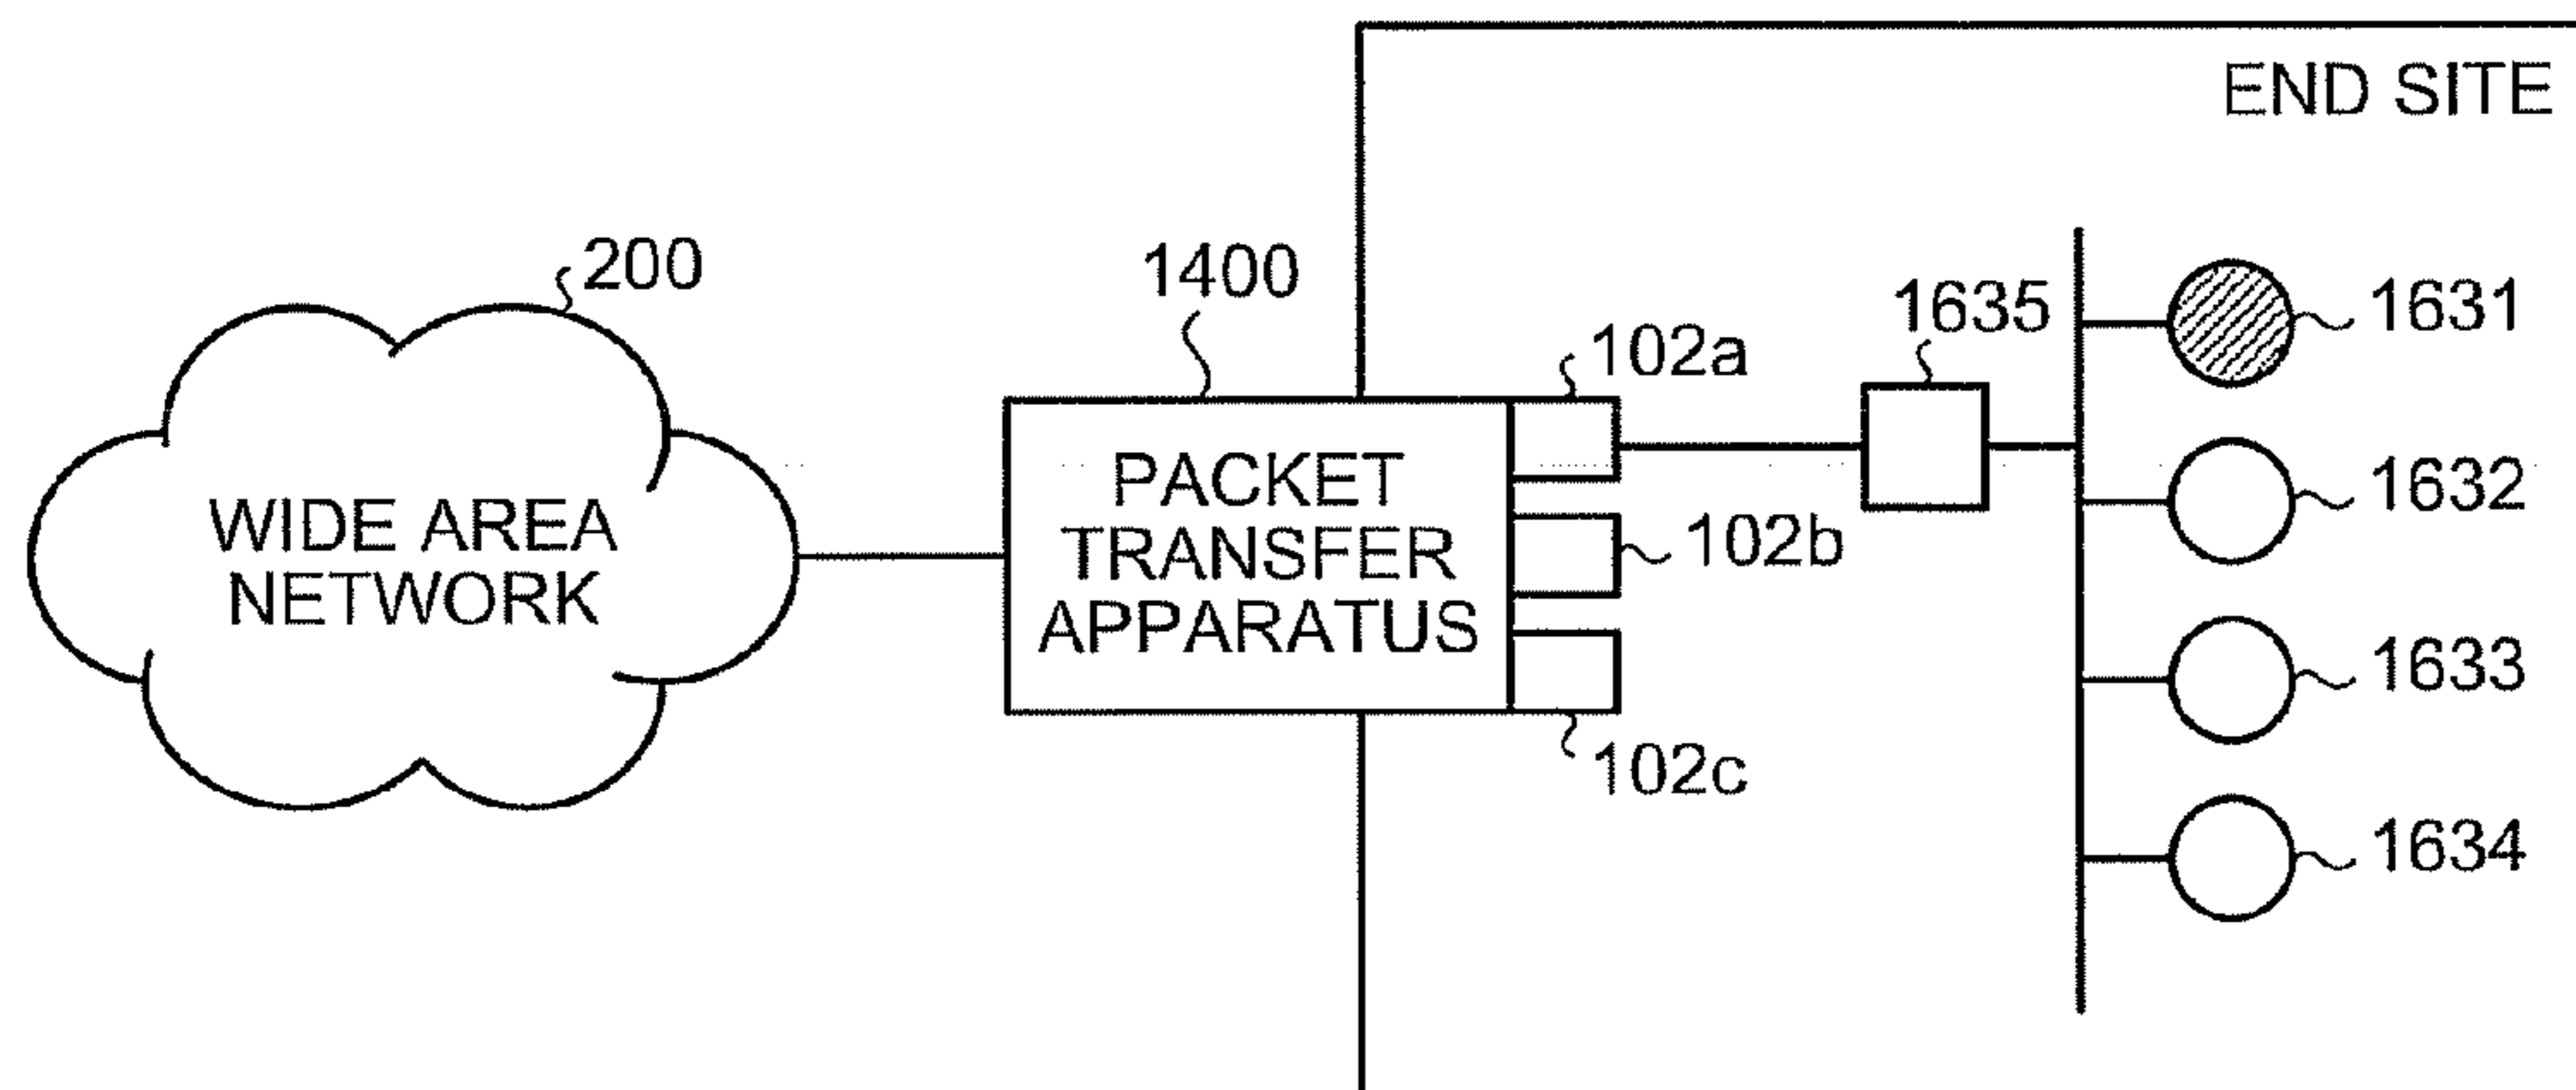 END SITE
200
1400
1635
1631
102a
1632
PACKET
TRANSFER
APPARATUS
WIDE AREA
NETWORK
102b
1633
102c
1634